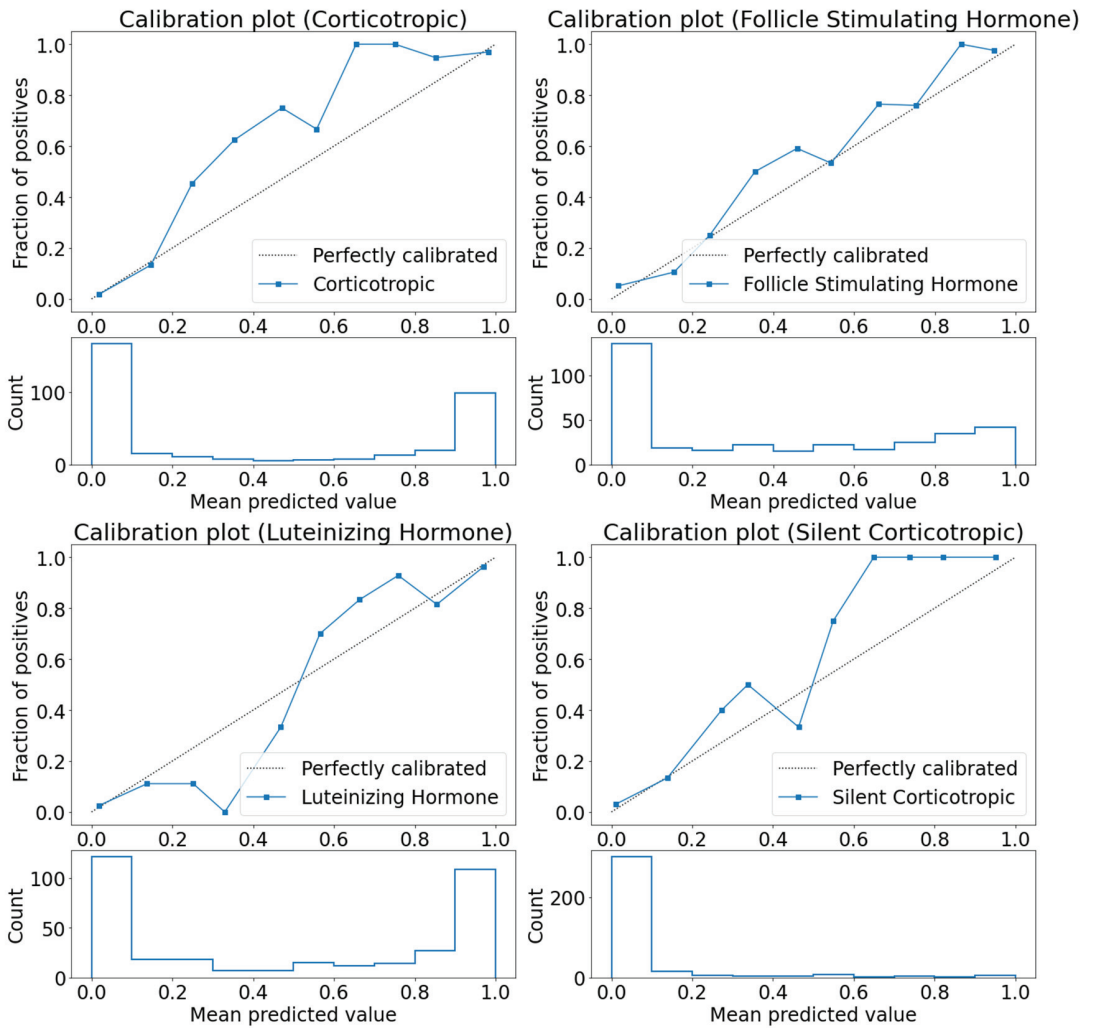 Calibration plot (Corticotropic)
1.0
0.8
0.6
0.4
0.2
0.0
Fraction of positives
Perfectly calibrated
Corticotropic
0.0 0.2 0.4 0.6 0.8 1.0
100
0
Count
0.0 0.2 0.4 0.6 0.8 1.0
Mean predicted value
Calibration plot (Follicle Stimulating Hormone)
1.0
0.8
0.6
0.4
0.2
0.0
Fraction of positives
Perfectly calibrated
Follicle Stimulating Hormone
0.0 0.2 0.4 0.6 0.8 1.0
100
50
0
Count
0.0 0.2 0.4 0.6 0.8 1.0
Mean predicted value
Calibration plot (Luteinizing Hormone)
1.0
0.8
0.6
0.4
0.2
0.0
Fraction of positives
Perfectly calibrated
Luteinizing Hormone
0.0 0.2 0.4 0.6 0.8 1.0
100
50
0
Count
0.0 0.2 0.4 0.6 0.8 1.0
Mean predicted value
Calibration plot (Silent Corticotropic)
1.0
0.8
0.6
0.4
0.2
0.0
Fraction of positives
Perfectly calibrated
Silent Corticotropic
0.0 0.2 0.4 0.6 0.8 1.0
200
0
Count
0.0 0.2 0.4 0.6 0.8 1.0
Mean predicted value